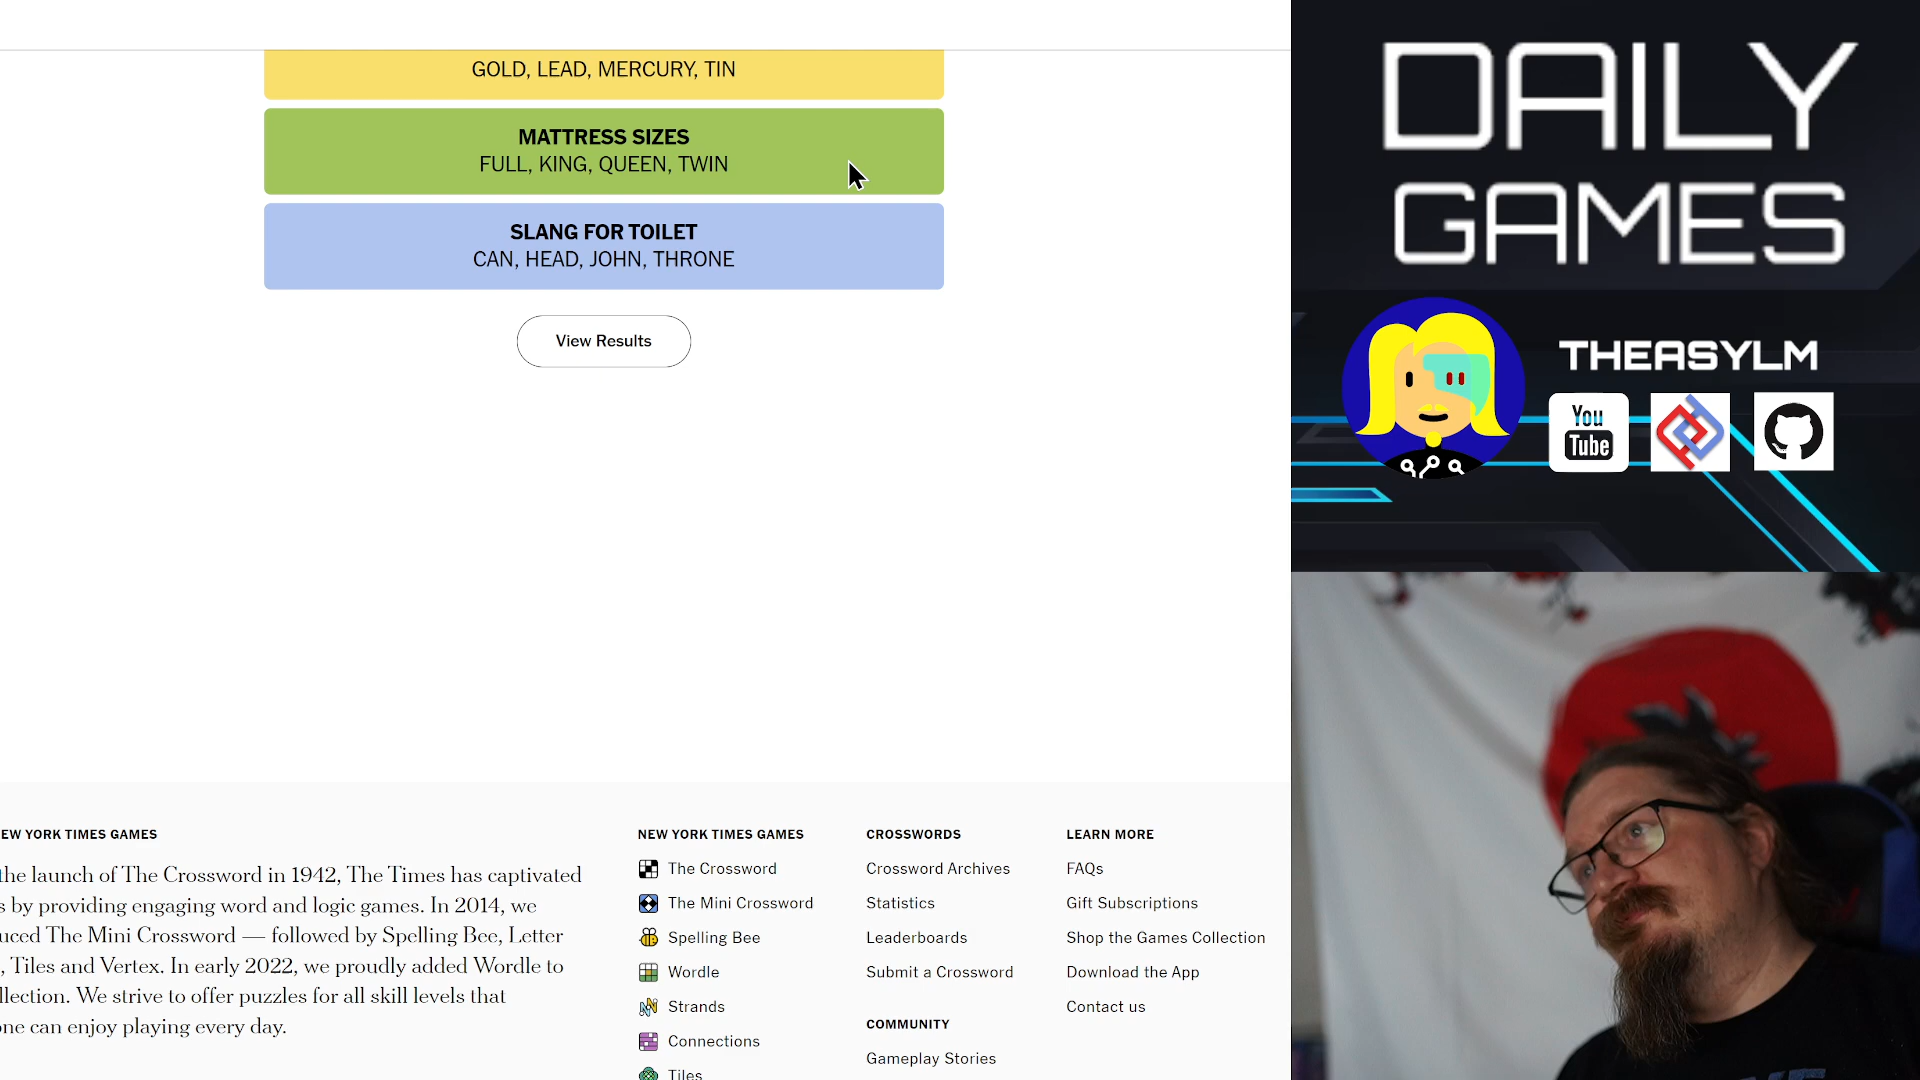 GOLD, LEAD, MERCURY, TIN
MATTRESS SIZES
FULL, KING, QUEEN, TWIN
SLANG FOR TOILET
CAN, HEAD, JOHN, THRONE
View Results
EW YORK TIMES GAMES
the launch of The Crossword in 1942, The Times has captivated
s by providing engaging word and logic games. In 2014, we
uced The Mini Crossword — followed by Spelling Bee, Letter
, Tiles and Vertex. In early 2022, we proudly added Wordle to
llection. We strive to offer puzzles for all skill levels that
one can enjoy playing every day.
NEW YORK TIMES GAMES
The Crossword
The Mini Crossword
Spelling Bee
Wordle
Strands
Connections
Tiles
CROSSWORDS
Crossword Archives
Statistics
Leaderboards
Submit a Crossword
COMMUNITY
Gameplay Stories
LEARN MORE
FAQs
Gift Subscriptions
Shop the Games Collection
Download the App
Contact us
DAILY
GAMES
THEASYLM
You
Tube